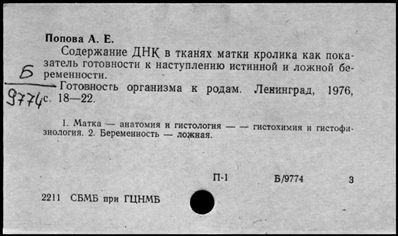 Попова А. Е.
Содержание ДНК в тканях матки кролика как пока-
затель готовности к наступлению истинной и ложной бе-
ременности.
Б
9774
Готовность организма к родам. Ленинград, 1976,
с. 18—22.
1. Матка — анатомия и гистология — — гистохимия и гистофи-
зиология. 2. Беременность — ложная.
П-1 Б/9774 3
2211 СБМБ при ГЦНМБ